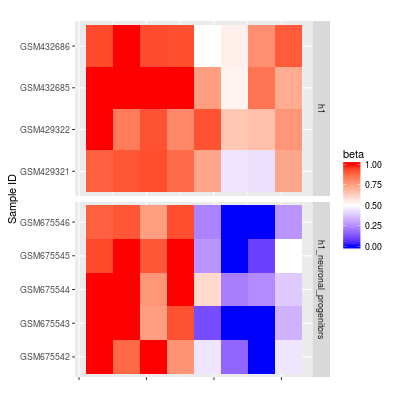 GSM432686
GSM432685
GSM429322
GSM429321
h1
GSM675546
GSM675545
GSM675544
GSM675543
GSM675542
h1_neuronal_progenitors
Sample ID
beta
1.00
0.75
0.50
0.25
0.00